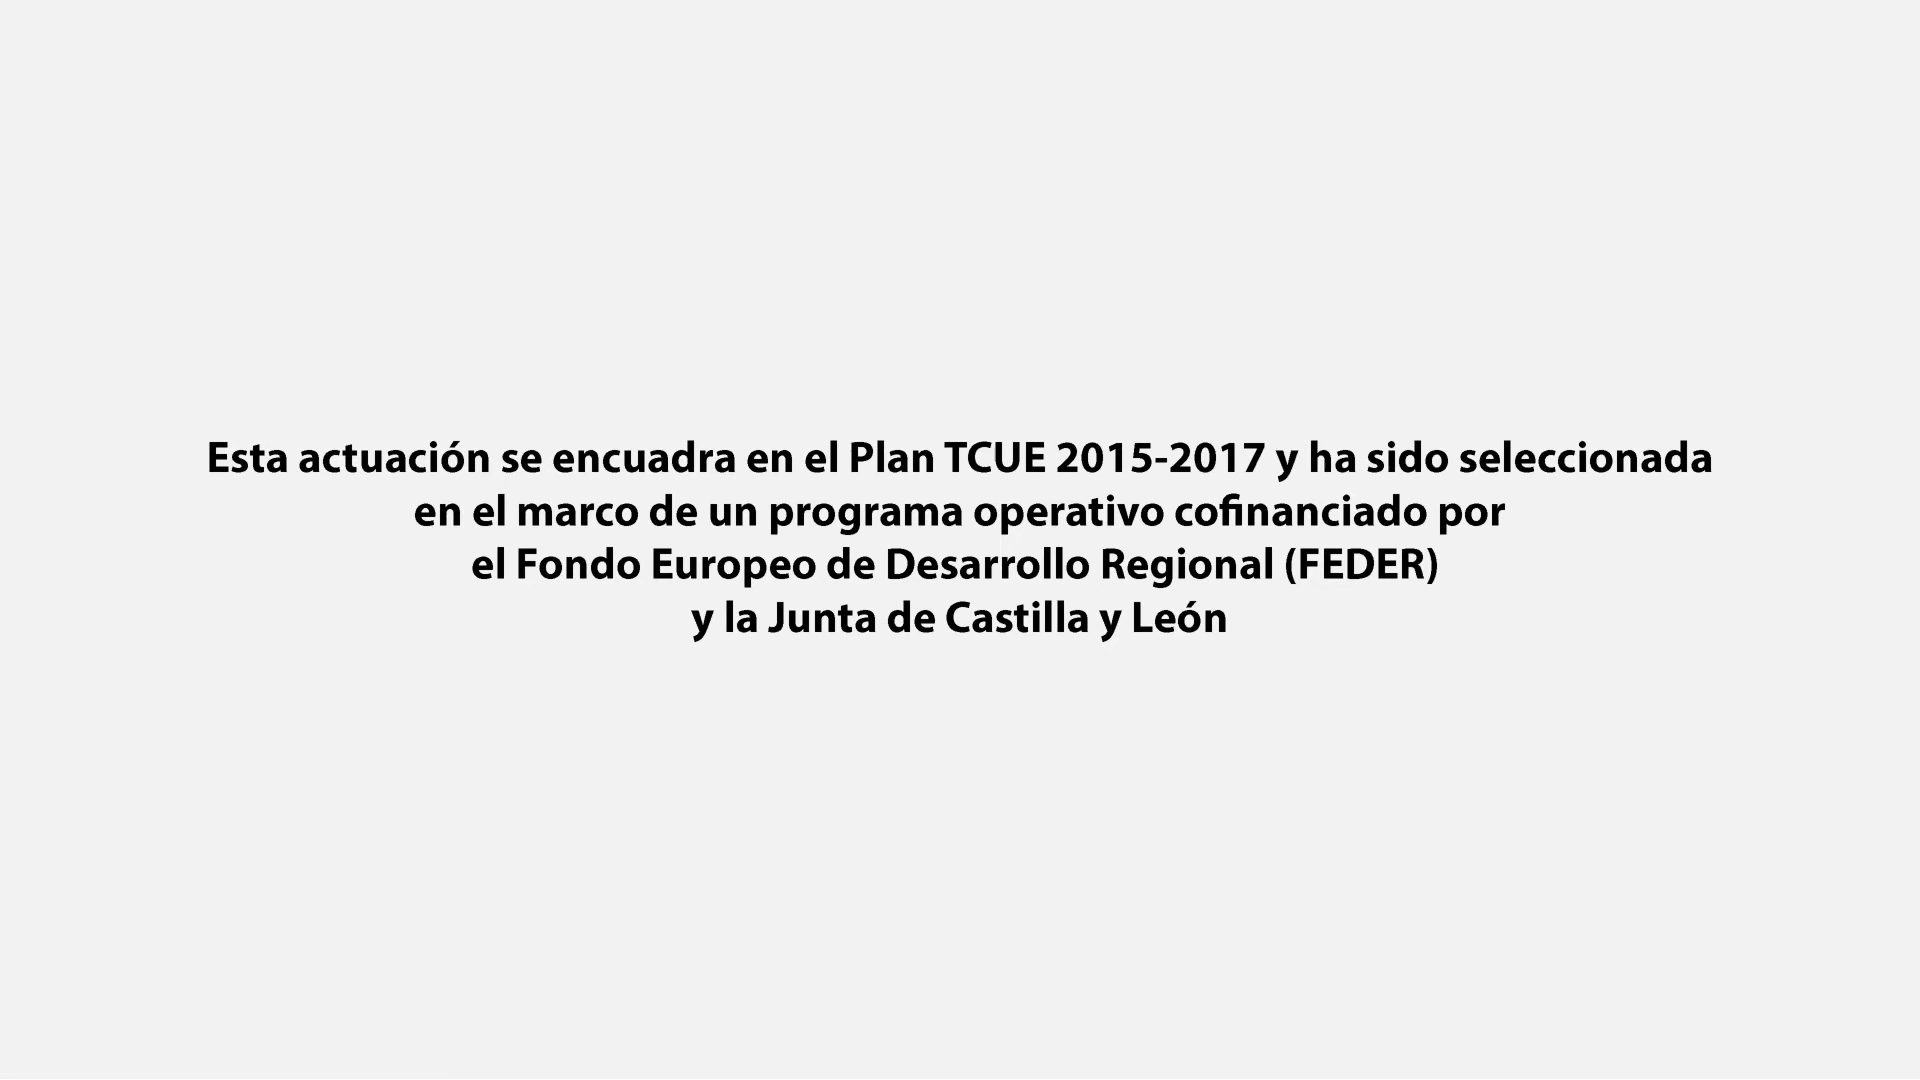 Esta actuación se encuadra en el Plan TCUE 2015-2017 y ha sido seleccionada
en el marco de un programa operativo cofinanciado por
el Fondo Europeo de Desarrollo Regional (FEDER)
y la Junta de Castilla y León